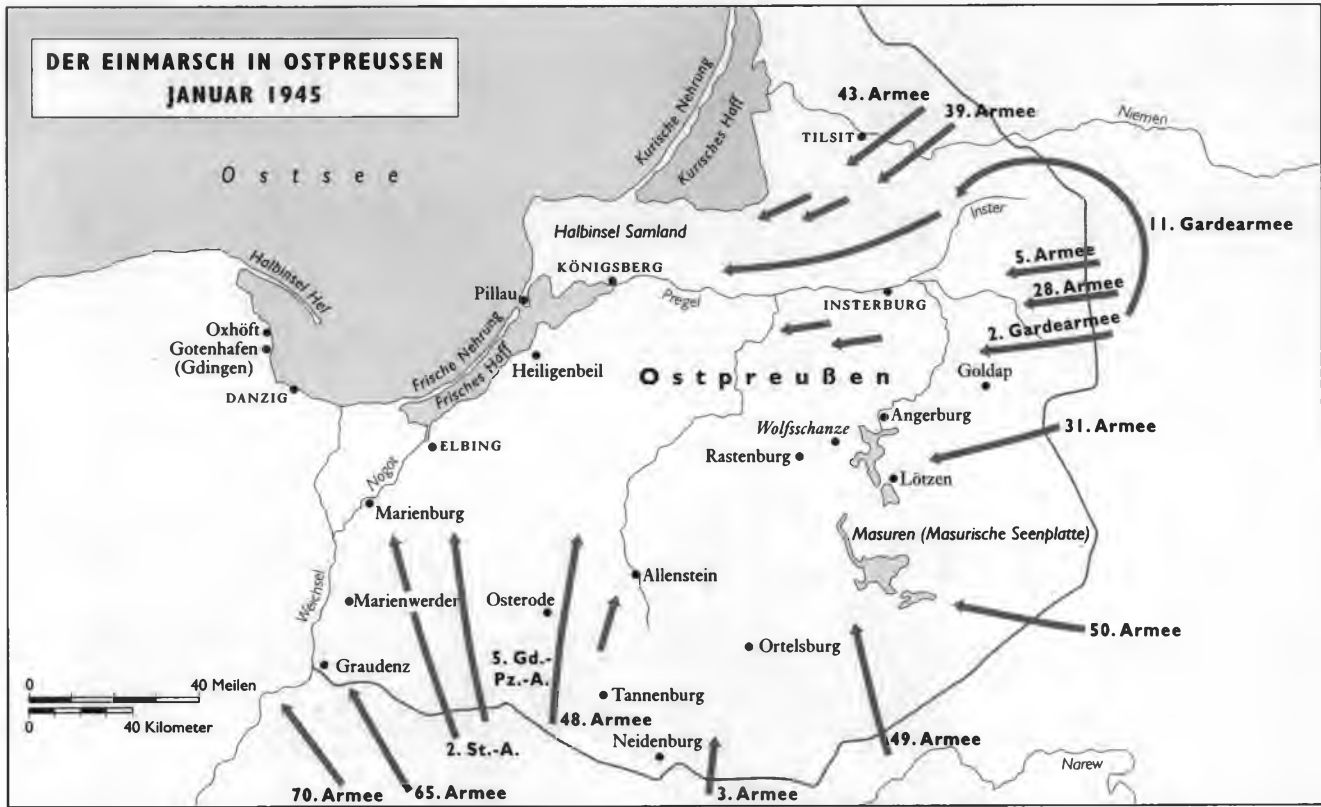 DER EINMARSCH IN OSTPREUSSEN
JANUAR 1945
Ostsee
Kurische Nehrung
Kurisches Haff
43. Armee
39. Armee
TILSIT
Niemen
Inster
11. Gardearmee
Halbinsel Samland
5. Armee
28. Armee
2. Gardearmee
KÖNIGSBERG
Pregel
INSTERBURG
Halbinsel Hel
Pillau
Oxhöft
Gotenhafen
(Gdingen)
DANZIG
Frische Nehrung
Frisches Haff
Heiligenbeil
Ostpreußen
Goldap
Angerburg
Wolfsschanze
Rastenburg
31. Armee
Lötzen
ELBING
Nogot
Marienburg
Masuren (Masurische Seenplatte)
Weichsel
Allenstein
Marienwerder
Osterode
50. Armee
Ortelsburg
Graudenz
5. Gd.-
Pz.-A.
Tannenburg
48. Armee
2. St.-A.
Neidenburg
49. Armee
Narew
70. Armee
65. Armee
3. Armee
0 40 Meilen
0 40 Kilometer